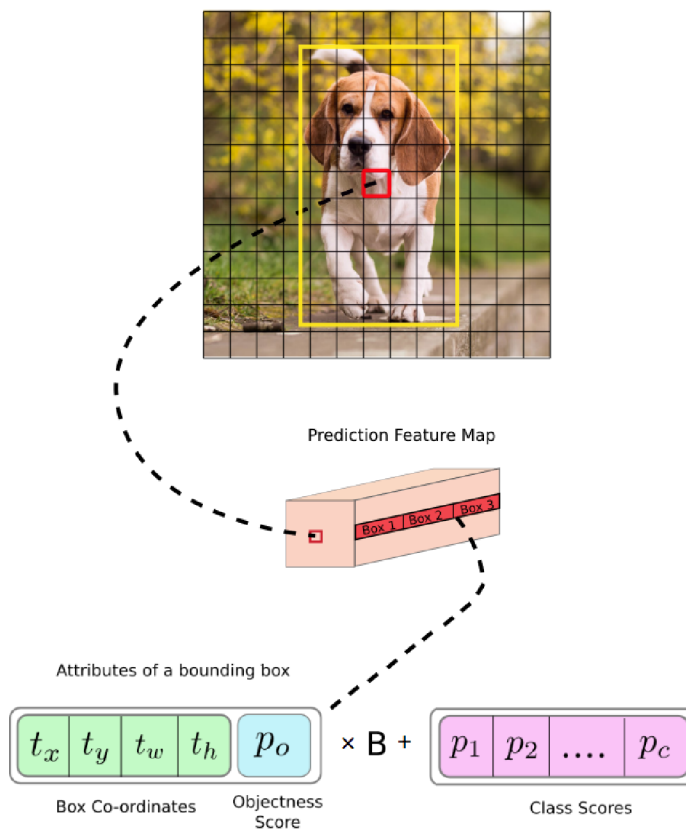 Prediction Feature Map
Box 1 Box 2 Box 3
Attributes of a bounding box
t_x t_y t_w t_h p_o × B + p_1 p_2 .... p_c
Box Co-ordinates Objectness Score Class Scores